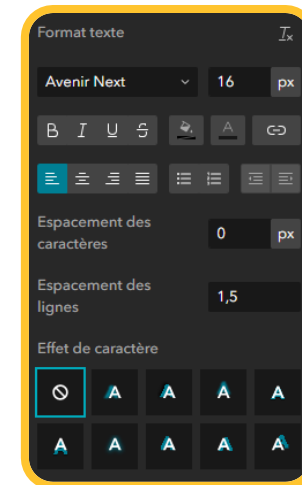 Format texte
Avenir Next 16 px
B I U S A
Espacement des
caractères
0 px
Espacement des
lignes
1,5
Effet de caractère
A A A A
A A A A A